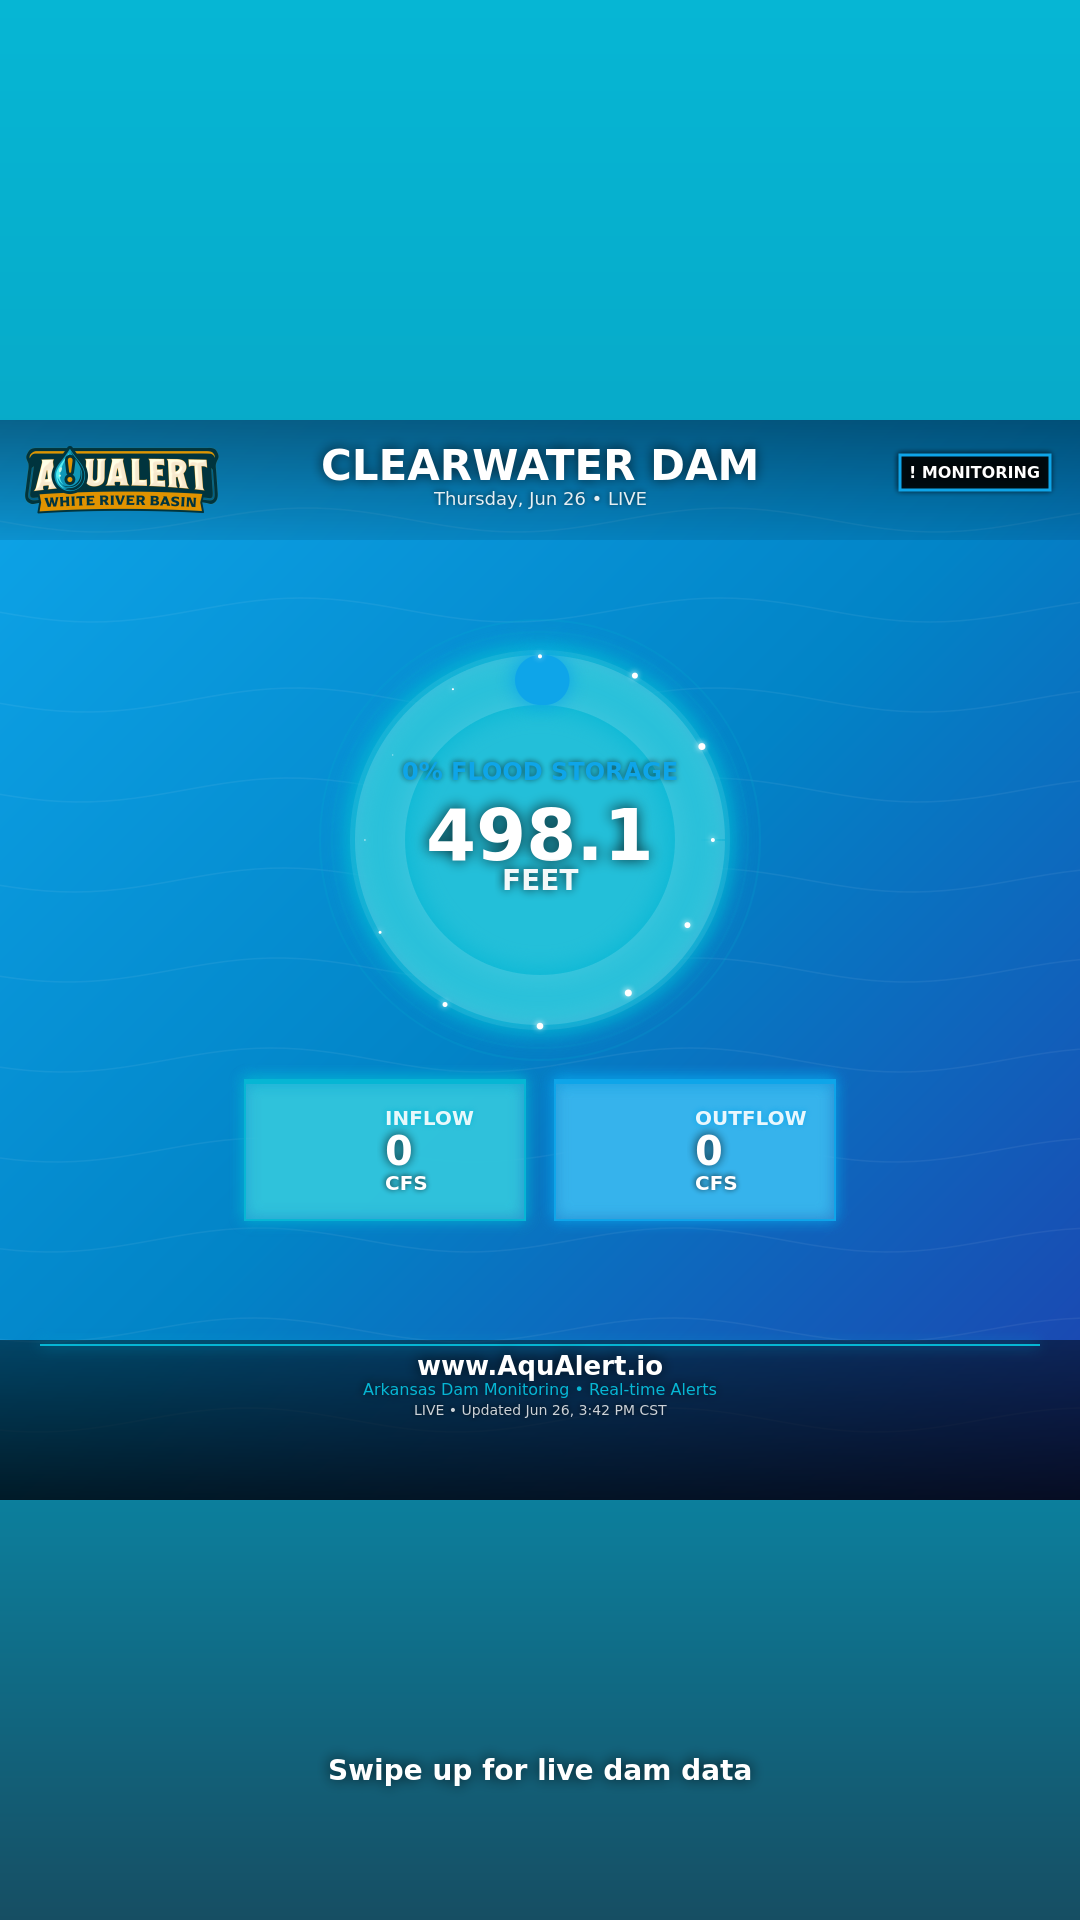 AQUALERT
WHITE RIVER BASIN
CLEARWATER DAM
Thursday, Jun 26 • LIVE
! MONITORING
0% FLOOD STORAGE
498.1
FEET
INFLOW
0
CFS
OUTFLOW
0
CFS
www.AquAlert.io
Arkansas Dam Monitoring • Real-time Alerts
LIVE • Updated Jun 26, 3:42 PM CST
Swipe up for live dam data